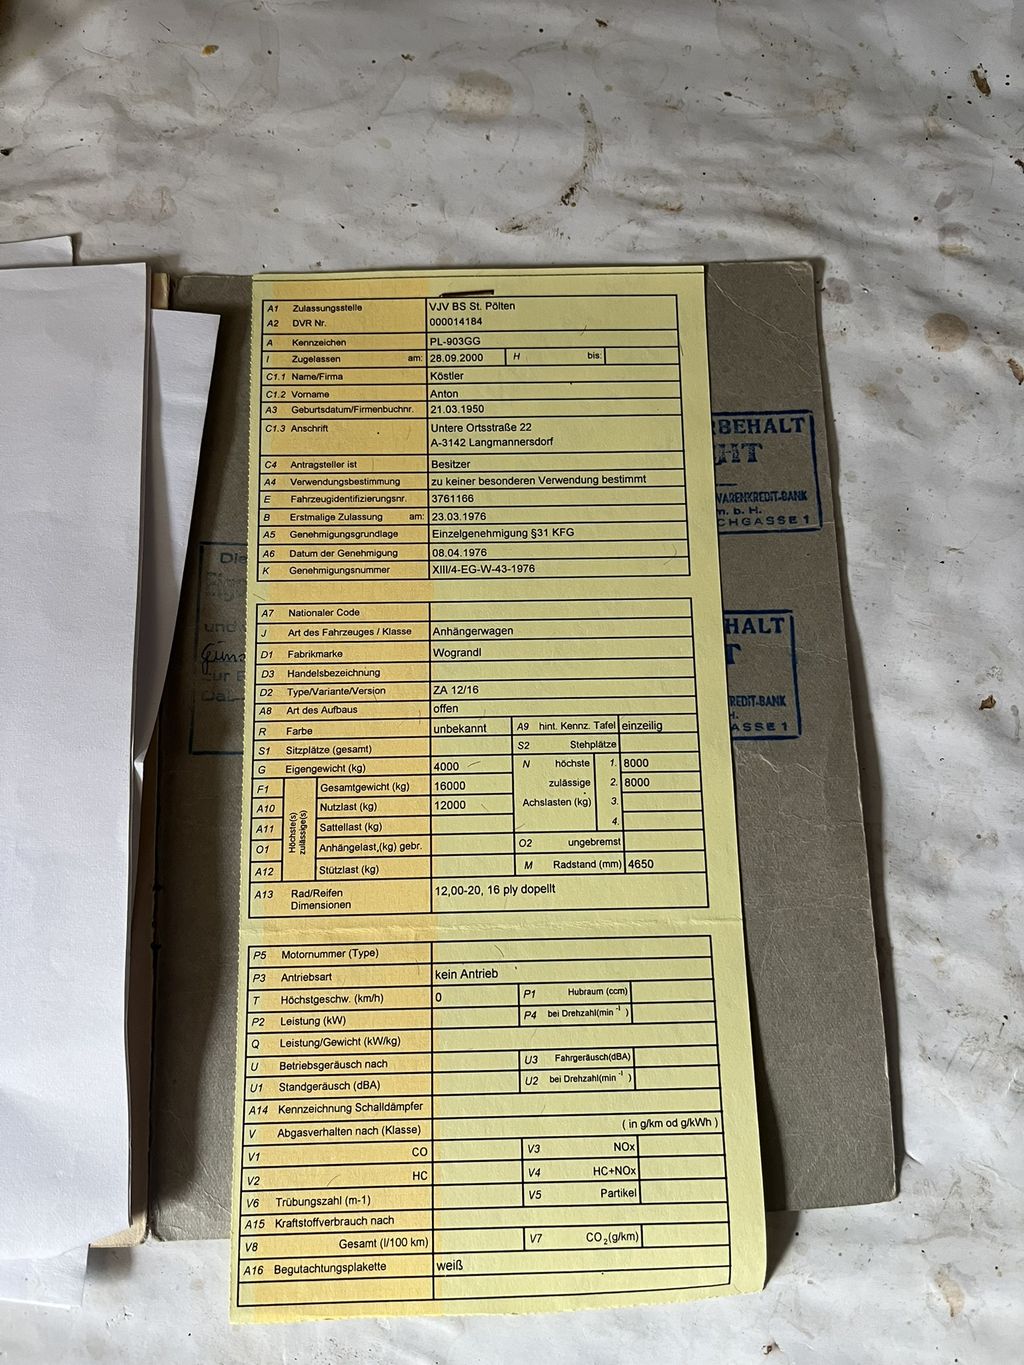 A1 Zulassungsstelle VJV BS St. Pölten
A2 DVR Nr. 000014184
A Kennzeichen PL-903GG
I Zugelassen am: 28.09.2000 H bis:
C1.1 Name/Firma Köstler
C1.2 Vorname Anton
A3 Geburtsdatum/Firmenbuchnr. 21.03.1950
C1.3 Anschrift Untere Ortsstraße 22
A-3142 Langmannersdorf
C4 Antragsteller ist Besitzer
A4 Verwendungsbestimmung zu keiner besonderen Verwendung bestimmt
E Fahrzeugidentifizierungsnr. 3761166
B Erstmalige Zulassung am: 23.03.1976
A5 Genehmigungsgrundlage Einzelgenehmigung §31 KFG
A6 Datum der Genehmigung 08.04.1976
K Genehmigungsnummer XIII/4-EG-W-43-1976
A7 Nationaler Code
J Art des Fahrzeuges / Klasse Anhängerwagen
D1 Fabrikmarke Wograndl
D3 Handelsbezeichnung
D2 Type/Variante/Version ZA 12/16
A8 Art des Aufbaus offen
R Farbe unbekannt A9 hint. Kennz. Tafel einzeilig
S1 Sitzplätze (gesamt) S2 Stehplätze
G Eigengewicht (kg) 4000 N höchste 1. 8000
F1 Höchste(s) zulässige(s) Gesamtgewicht (kg) 16000 zulässige 2. 8000
A10 Nutzlast (kg) 12000 Achslasten (kg) 3.
A11 Sattellast (kg) 4.
O1 Anhängelast,(kg) gebr. O2 ungebremst
A12 Stützlast (kg) M Radstand (mm) 4650
A13 Rad/Reifen 12,00-20, 16 ply dopellt
Dimensionen
P5 Motornummer (Type)
P3 Antriebsart kein Antrieb
T Höchstgeschw. (km/h) 0 P1 Hubraum (ccm)
P2 Leistung (kW) P4 bei Drehzahl(min -1 )
Q Leistung/Gewicht (kW/kg)
U Betriebsgeräusch nach U3 Fahrgeräusch(dBA)
U1 Standgeräusch (dBA) U2 bei Drehzahl(min -1 )
A14 Kennzeichnung Schalldämpfer
V Abgasverhalten nach (Klasse) ( in g/km od g/kWh )
V1 CO V3 NOx
V2 HC V4 HC+NOx
V6 Trübungszahl (m-1) V5 Partikel
A15 Kraftstoffverbrauch nach
V8 Gesamt (l/100 km) V7 CO2(g/km)
A16 Begutachtungsplakette weiß
RBEHALT
WARENKREDIT-BANK
m. b. H.
CHGASSE 1
HALT
T
REDIT-BANK
H.
ASSE 1
Die
und